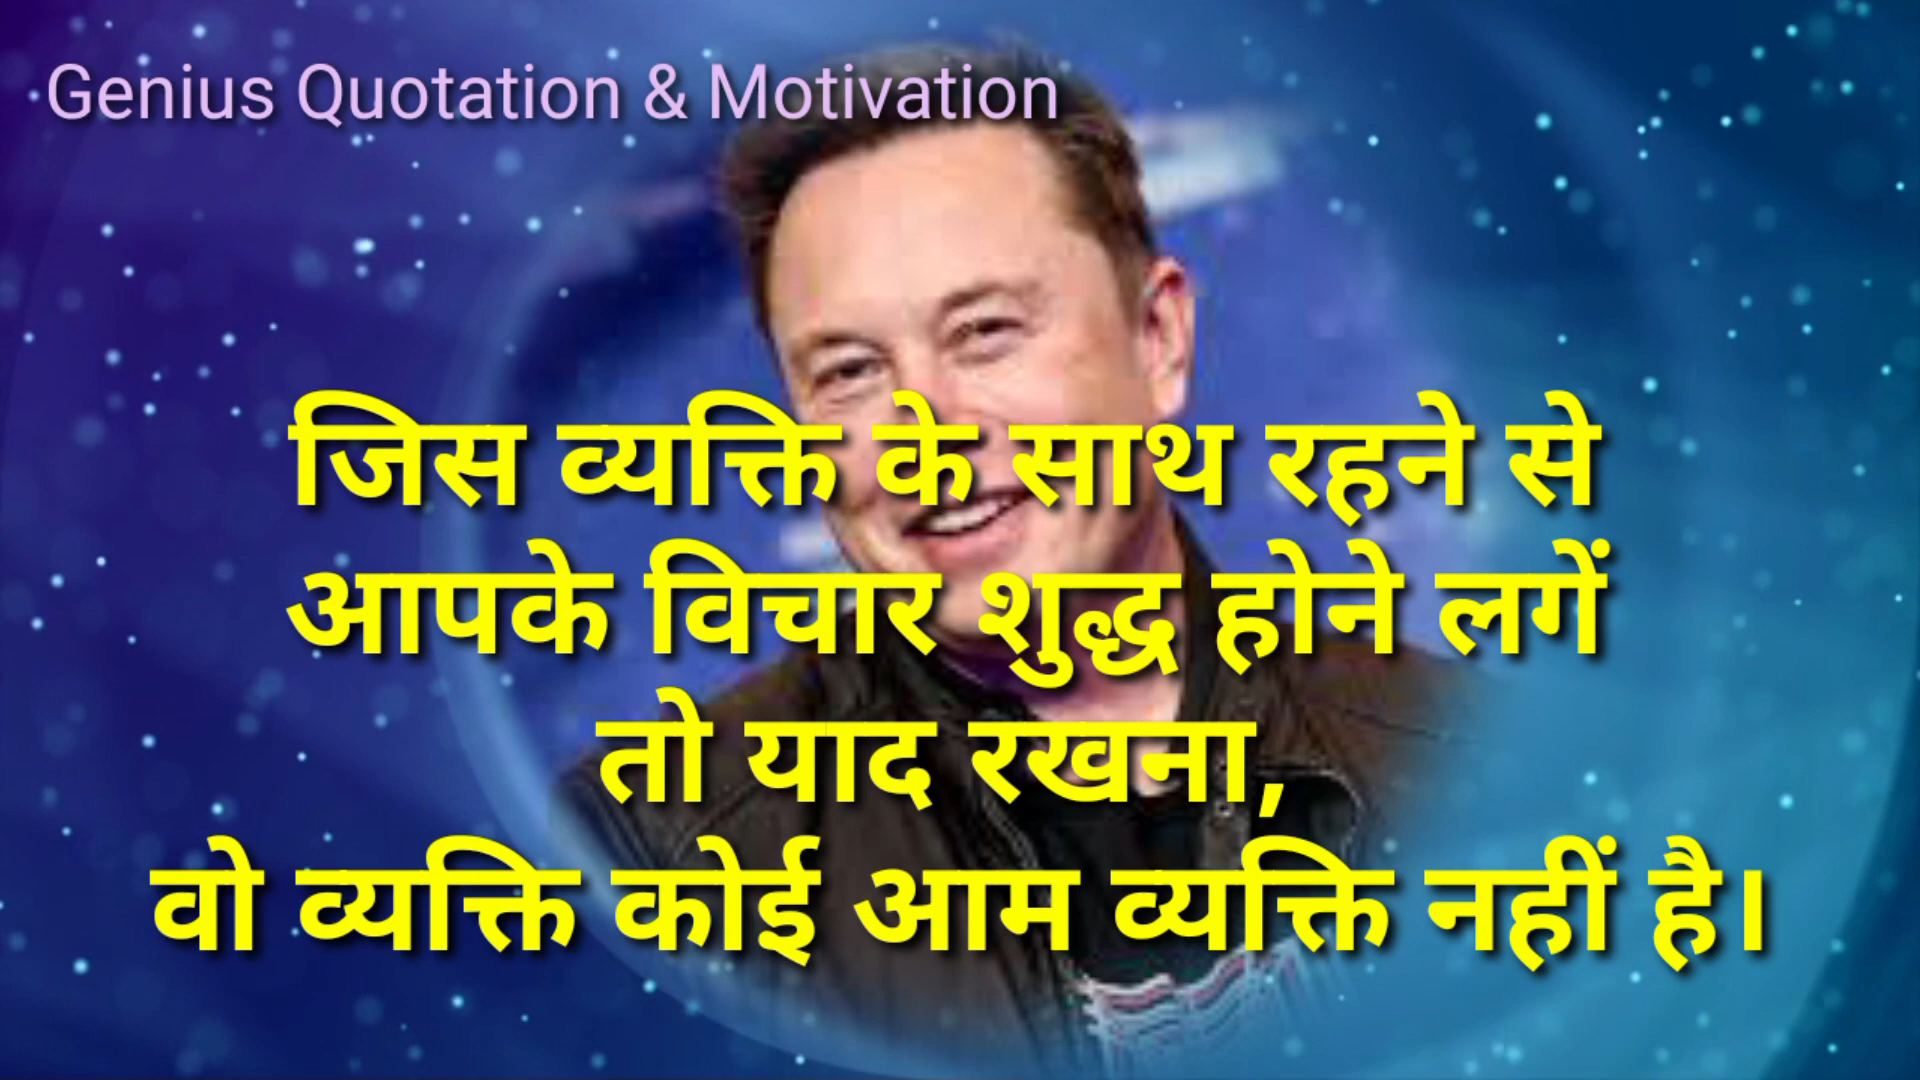 Genius Quotation & Motivation
जिस व्यक्ति के साथ रहने से
आपके विचार शुद्ध होने लगें
तो याद रखना,
वो व्यक्ति कोई आम व्यक्ति नहीं है।